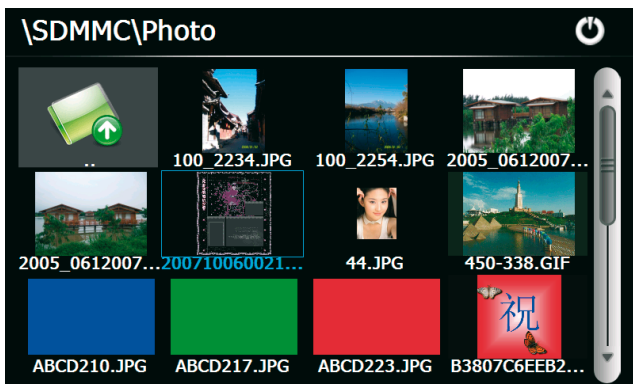 \SDMMC\Photo
..
100_2234.JPG
100_2254.JPG
2005_0612007...
2005_0612007...
200710060021...
44.JPG
450-338.GIF
祝
ABCD210.JPG
ABCD217.JPG
ABCD223.JPG
B3807C6EEB2...